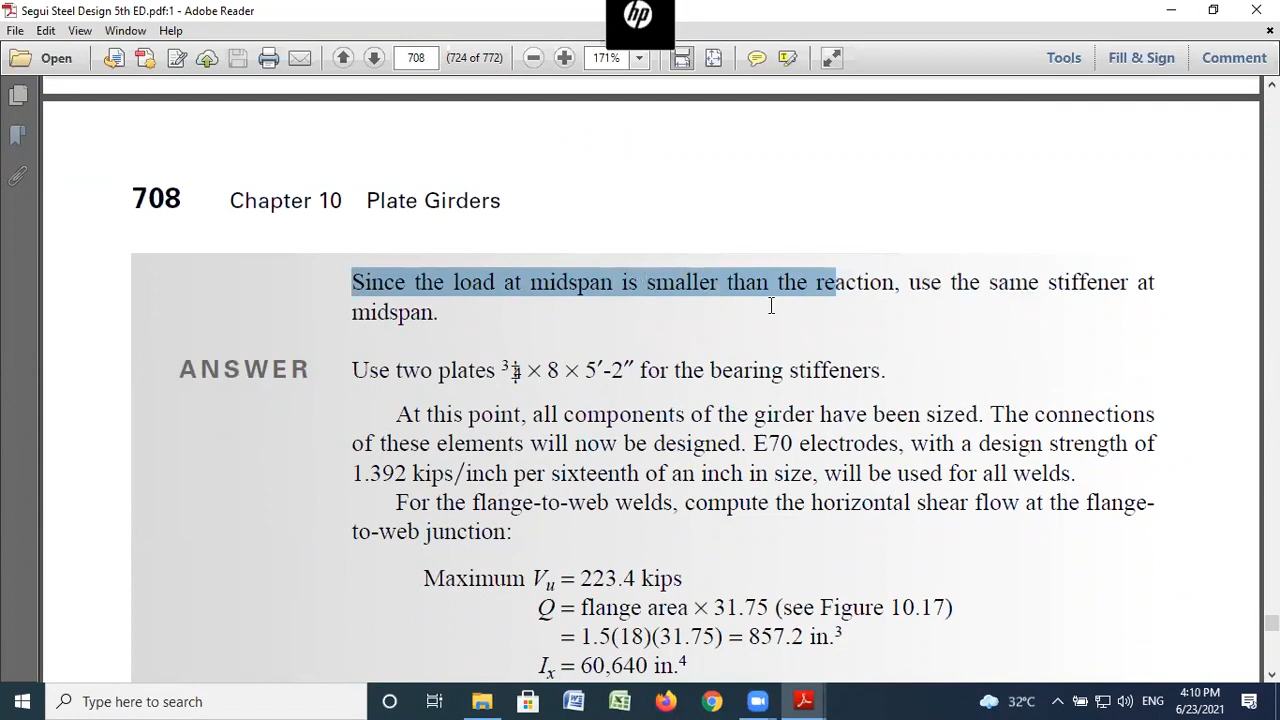 Segui Steel Design 5th ED.pdf:1 - Adobe Reader
hp
File Edit View Window Help
Open 708 (724 of 772) 171% Tools Fill & Sign Comment
708 Chapter 10 Plate Girders
Since the load at midspan is smaller than the reaction, use the same stiffener at
midspan.
ANSWER Use two plates 3⁄4 × 8 × 5′-2″ for the bearing stiffeners.
At this point, all components of the girder have been sized. The connections
of these elements will now be designed. E70 electrodes, with a design strength of
1.392 kips/inch per sixteenth of an inch in size, will be used for all welds.
For the flange-to-web welds, compute the horizontal shear flow at the flange-
to-web junction:
Maximum Vu = 223.4 kips
Q = flange area × 31.75 (see Figure 10.17)
= 1.5(18)(31.75) = 857.2 in.³
Ix = 60,640 in.⁴
Type here to search 32°C ENG 4:10 PM
6/23/2021